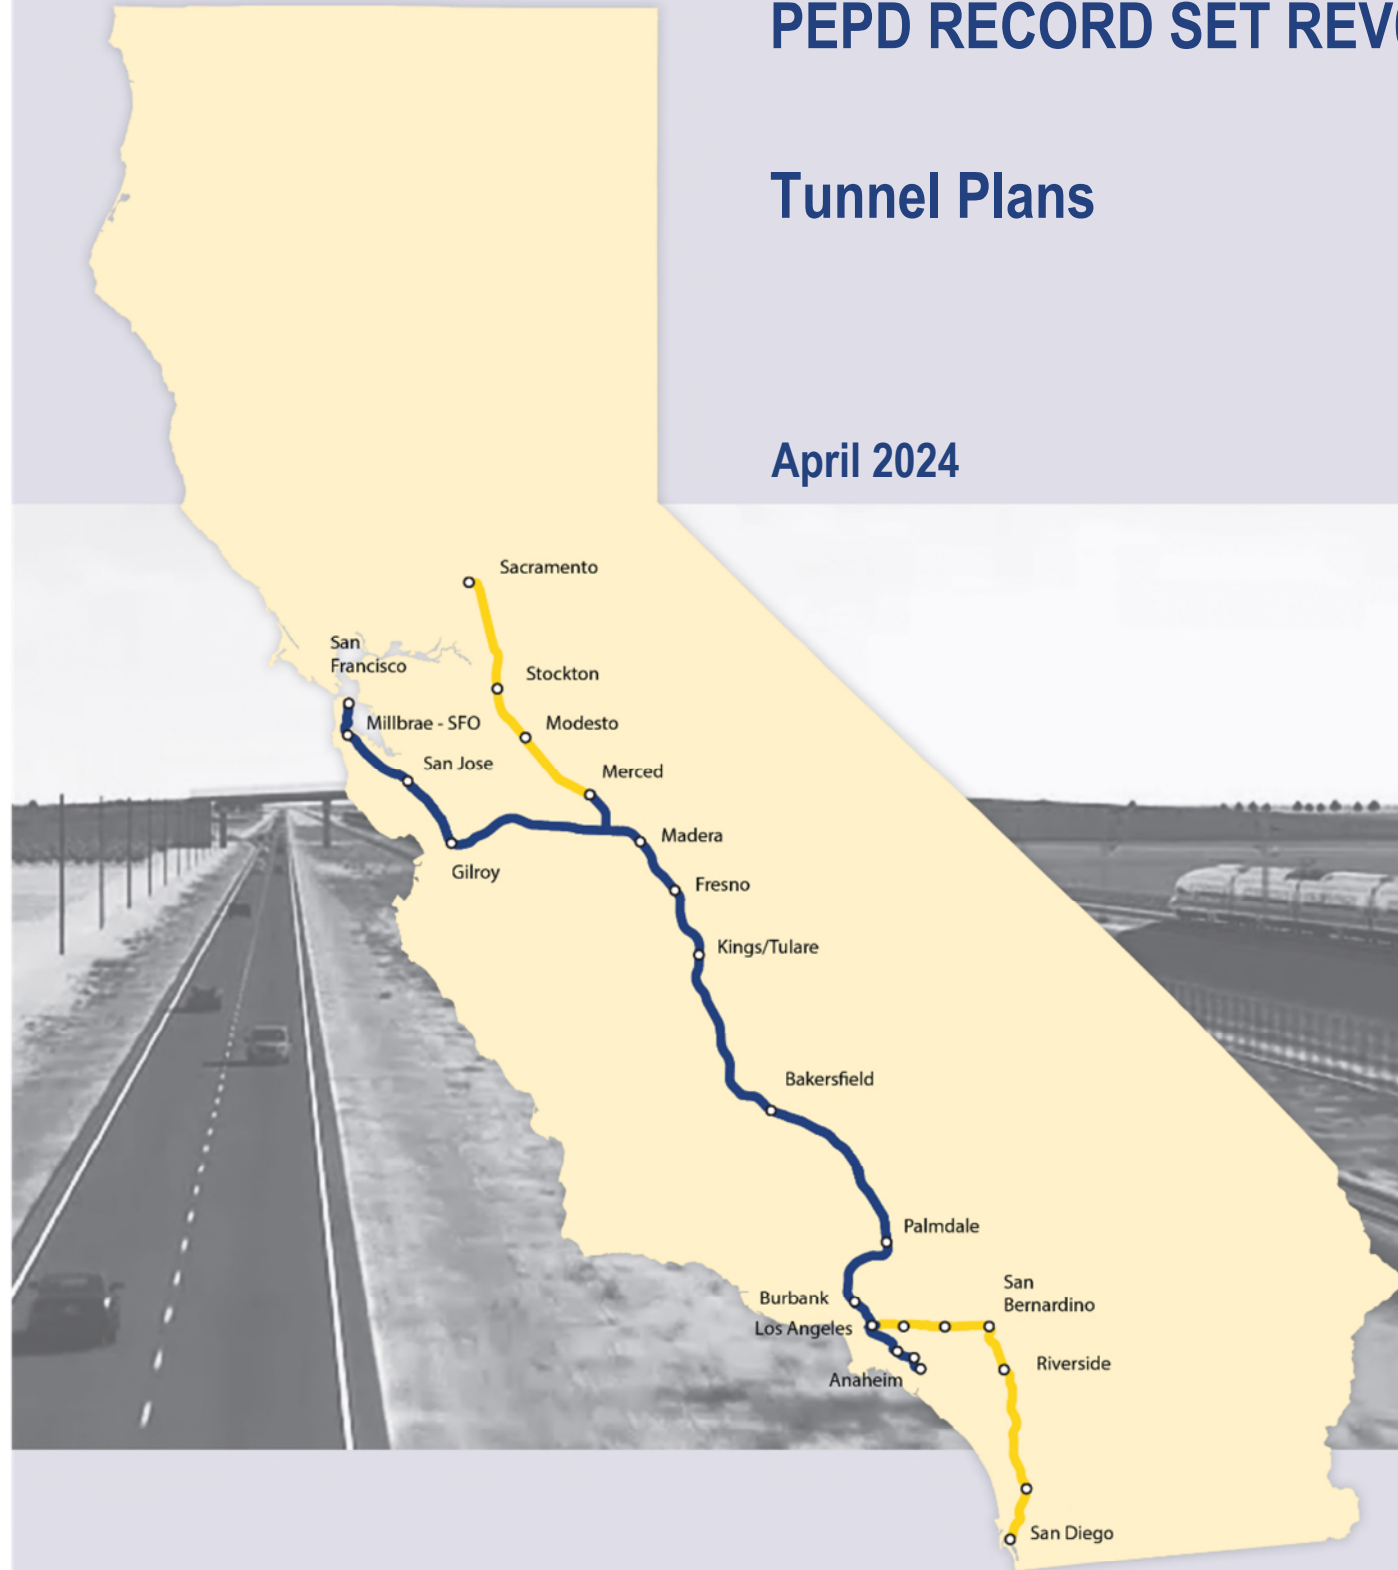 PEPD RECORD SET REV
Tunnel Plans
April 2024
Sacramento
San
Francisco
Stockton
Millbrae - SFO
Modesto
San Jose
Merced
Madera
Gilroy
Fresno
Kings/Tulare
Bakersfield
Palmdale
San
Bernardino
Burbank
Los Angeles
Riverside
Anaheim
San Diego